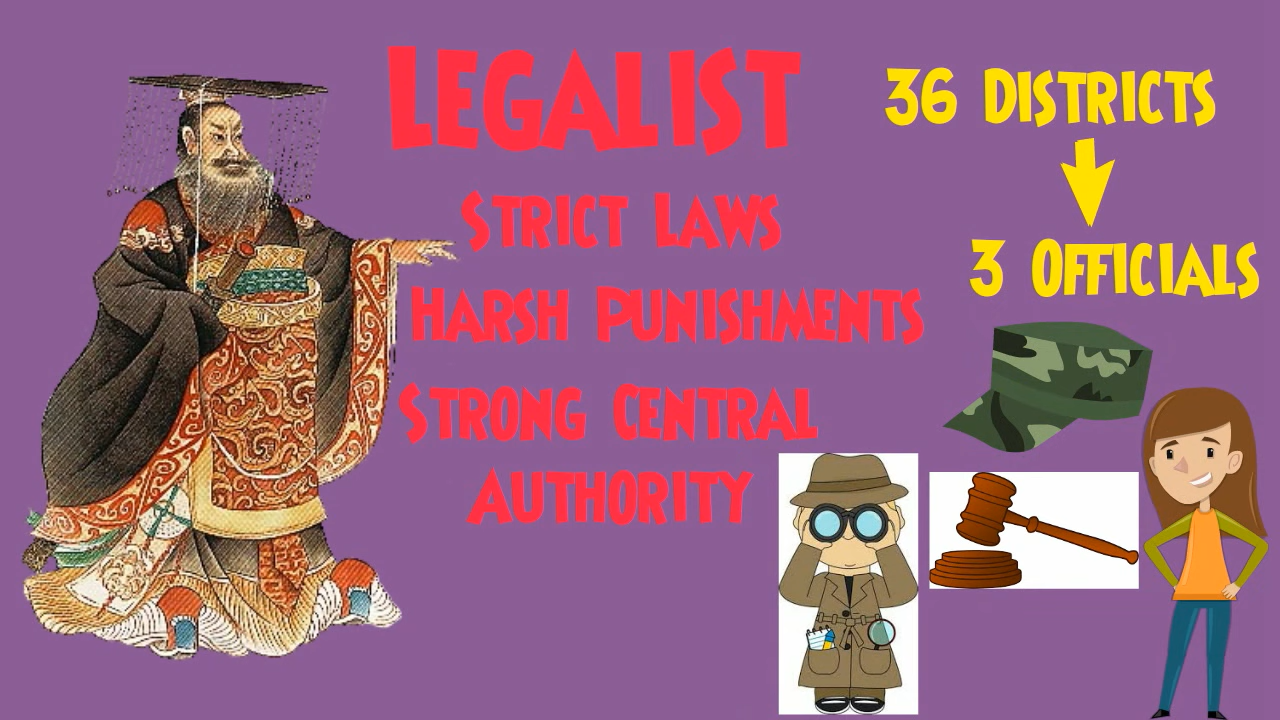 LEGALIST
STRICT LAWS
HARSH PUNISHMENTS
STRONG CENTRAL
AUTHORITY
36 DISTRICTS
3 OFFICIALS